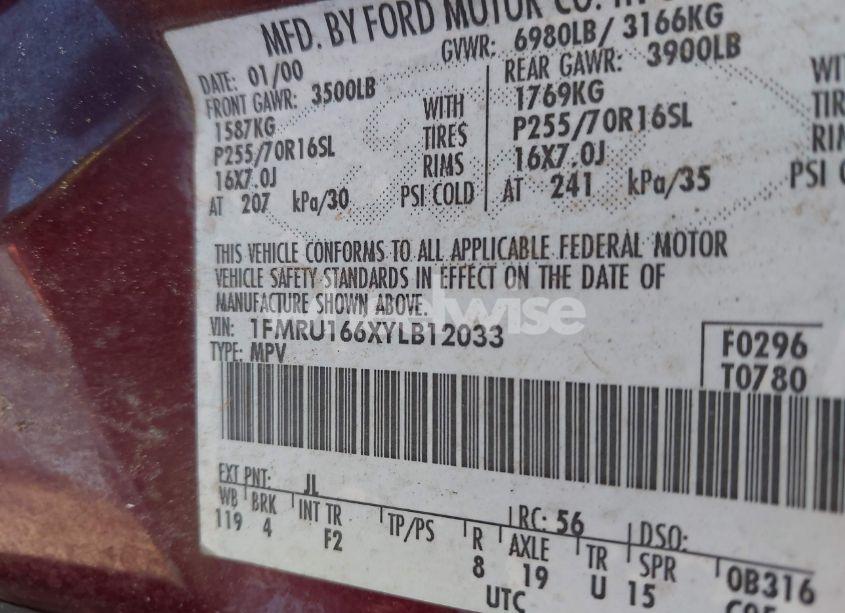 MFD. BY FORD MOTOR CO.
DATE: 01/00 GVWR: 6980LB/ 3166KG
FRONT GAWR: 3500LB REAR GAWR: 3900LB
1587KG WITH 1769KG WITH
P255/70R16SL TIRES P255/70R16SL TIRES
16X7.0J RIMS 16X7.0J RIM
AT 207 kPa/30 PSI COLD AT 241 kPa/35 PSI
THIS VEHICLE CONFORMS TO ALL APPLICABLE FEDERAL MOTOR
VEHICLE SAFETY STANDARDS IN EFFECT ON THE DATE OF
MANUFACTURE SHOWN ABOVE.
VIN: 1FMRU166XYLB12033 F0296
TYPE: MPV T0780
EXT PNT: JL RC: 56 DSO:
WB BRK INT TR TP/PS R AXLE TR SPR
119 4 F2 8 19 U 15 0B316
UTC